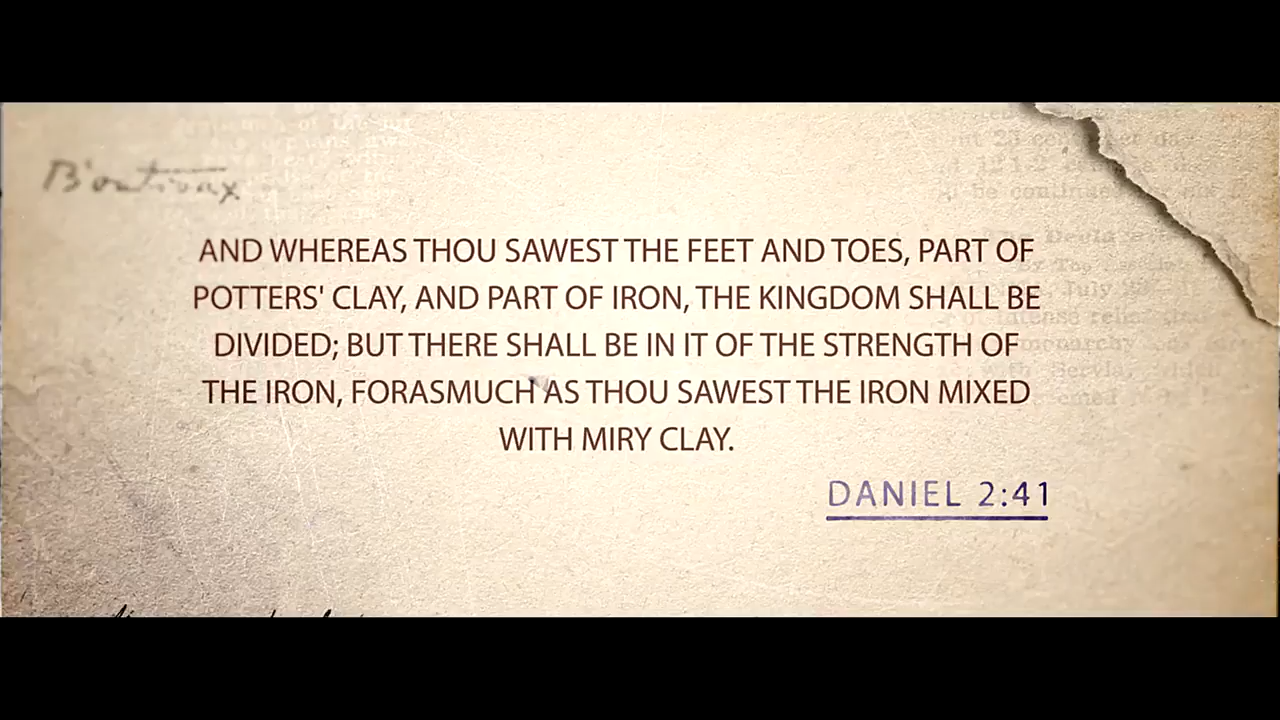 AND WHEREAS THOU SAWEST THE FEET AND TOES, PART OF
POTTERS' CLAY, AND PART OF IRON, THE KINGDOM SHALL BE
DIVIDED; BUT THERE SHALL BE IN IT OF THE STRENGTH OF
THE IRON, FORASMUCH AS THOU SAWEST THE IRON MIXED
WITH MIRY CLAY.
DANIEL 2:41